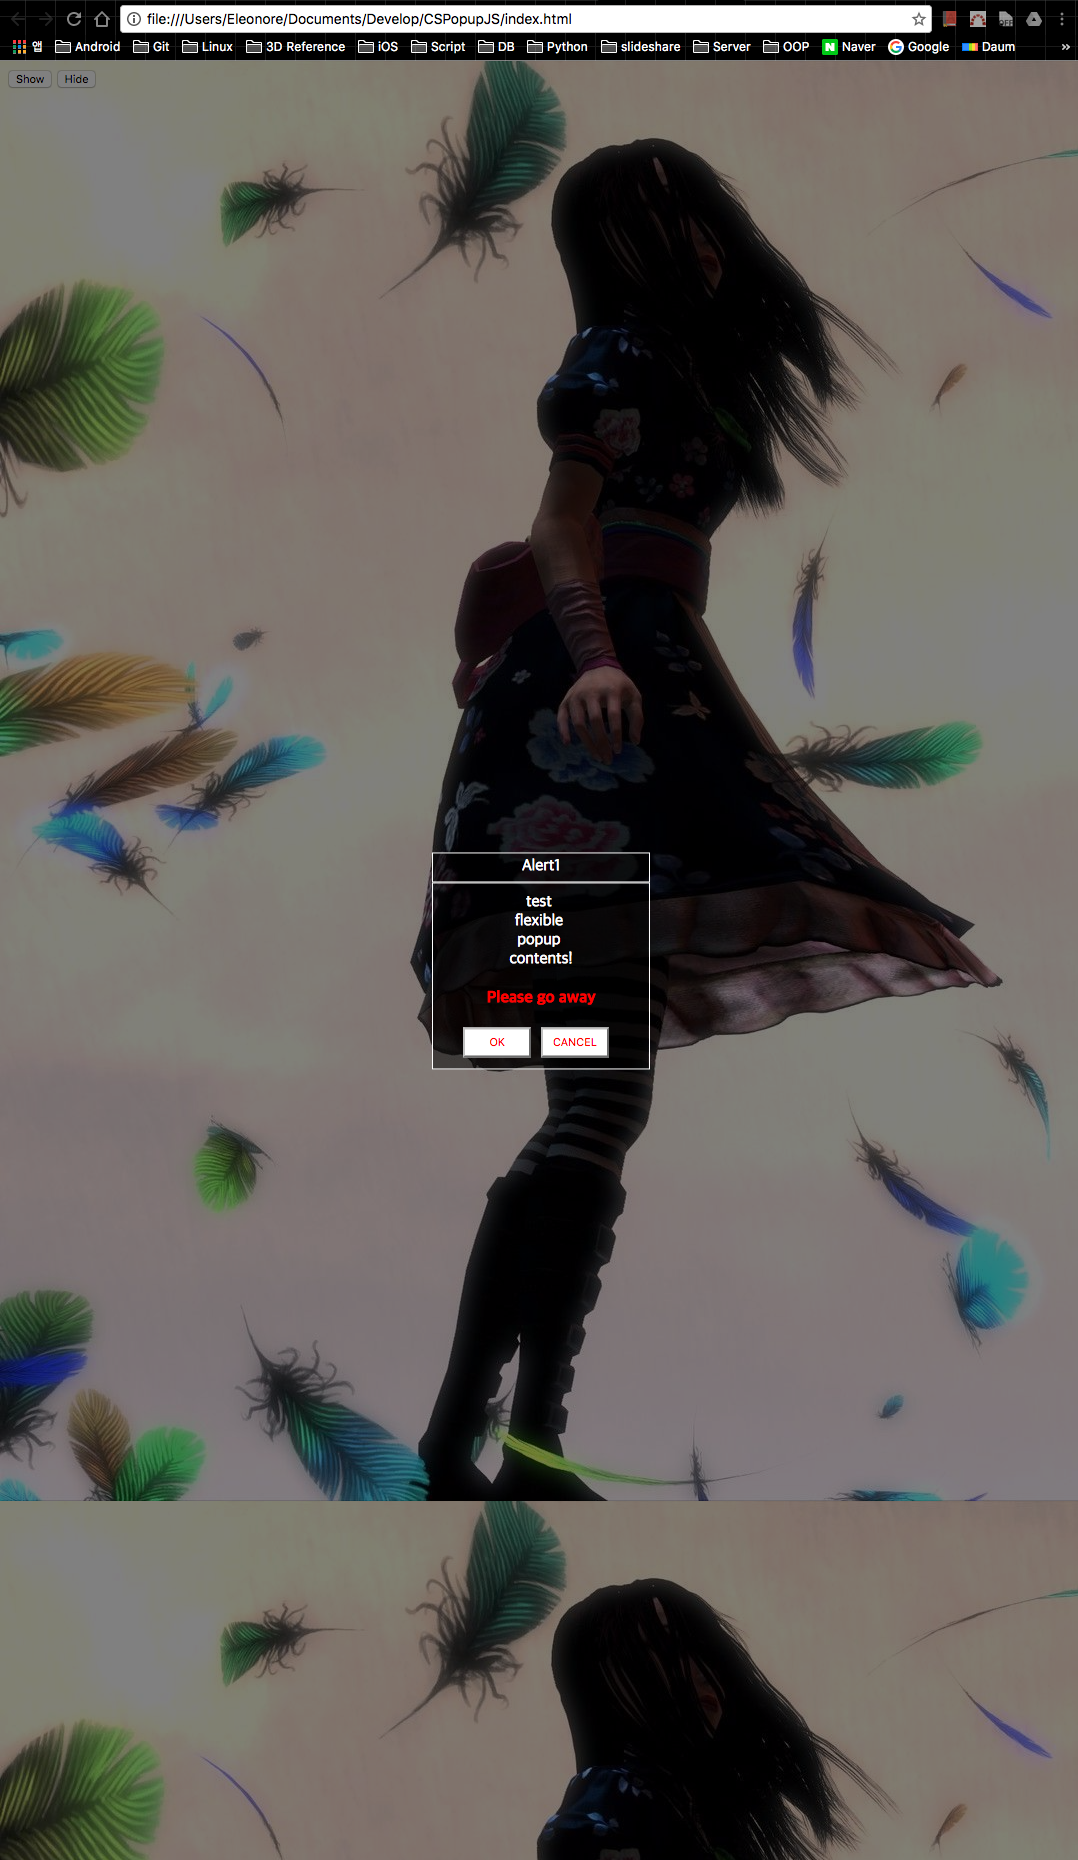 file:///Users/Eleonore/Documents/Develop/CSPopupJS/index.html
앱 Android Git Linux 3D Reference iOS Script DB Python slideshare Server OOP Naver Google Daum »
Show Hide
Alert1
test
flexible
popup
contents!
Please go away
OK CANCEL